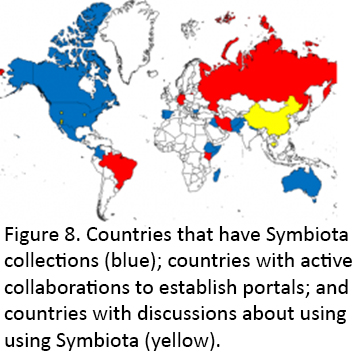 Figure 8. Countries that have Symbiota
collections (blue); countries with active
collaborations to establish portals; and
countries with discussions about using
using Symbiota (yellow).